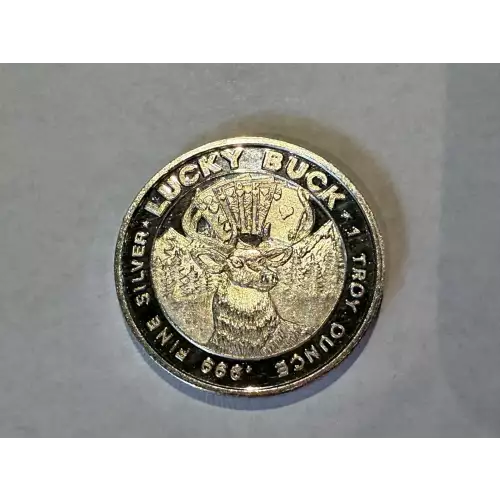 LUCKY BUCK
· 1 TROY OUNCE
.999 FINE SILVER ·